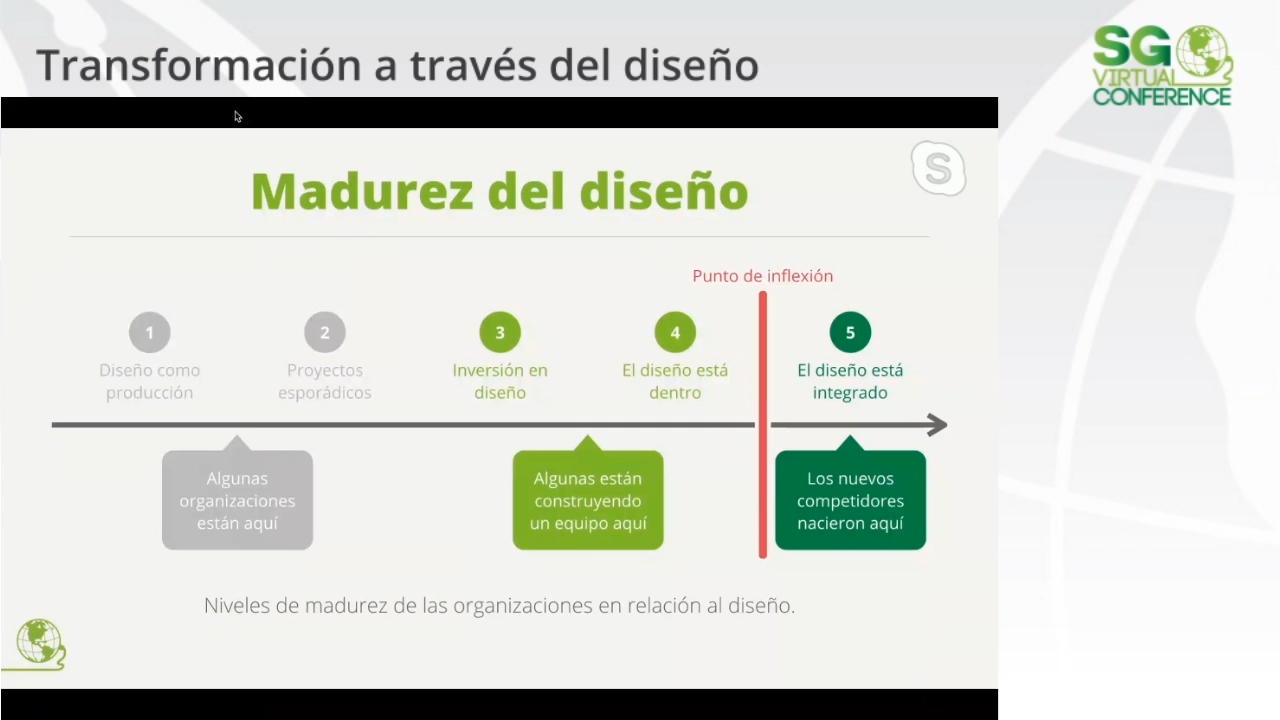 Transformación a través del diseño
SG
VIRTUAL
CONFERENCE
S
Madurez del diseño
Punto de inflexión
1
2
3
4
5
Diseño como
producción
Proyectos
esporádicos
Inversión en
diseño
El diseño está
dentro
El diseño está
integrado
Algunas
organizaciones
están aquí
Algunas están
construyendo
un equipo aquí
Los nuevos
competidores
nacieron aquí
Niveles de madurez de las organizaciones en relación al diseño.